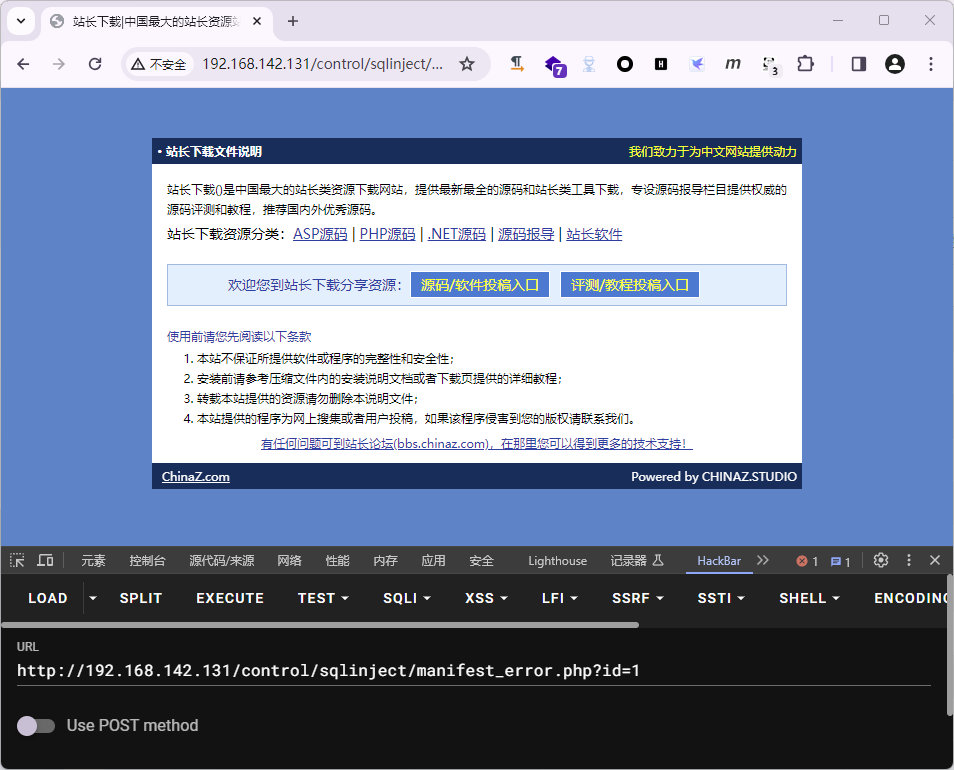 站长下载|中国最大的站长资源站
不安全
192.168.142.131/control/sqlinject/...
7
H
m
3
• 站长下载文件说明
我们致力于为中文网站提供动力
站长下载()是中国最大的站长类资源下载网站，提供最新最全的源码和站长类工具下载，专设源码报导栏目提供权威的
源码评测和教程，推荐国内外优秀源码。
站长下载资源分类：ASP源码 | PHP源码 | .NET源码 | 源码报导 | 站长软件
欢迎您到站长下载分享资源： 源码/软件投稿入口 评测/教程投稿入口
使用前请您先阅读以下条款
1. 本站不保证所提供软件或程序的完整性和安全性；
2. 安装前请参考压缩文件内的安装说明文档或者下载页提供的详细教程；
3. 转载本站提供的资源请勿删除本说明文件；
4. 本站提供的程序为网上搜集或者用户投稿，如果该程序侵害到您的版权请联系我们。
有任何问题可到站长论坛(bbs.chinaz.com)，在那里您可以得到更多的技术支持！
ChinaZ.com
Powered by CHINAZ.STUDIO
元素 控制台 源代码/来源 网络 性能 内存 应用 安全 Lighthouse 记录器 HackBar 1 1
LOAD SPLIT EXECUTE TEST SQLI XSS LFI SSRF SSTI SHELL ENCODING
URL
http://192.168.142.131/control/sqlinject/manifest_error.php?id=1
Use POST method